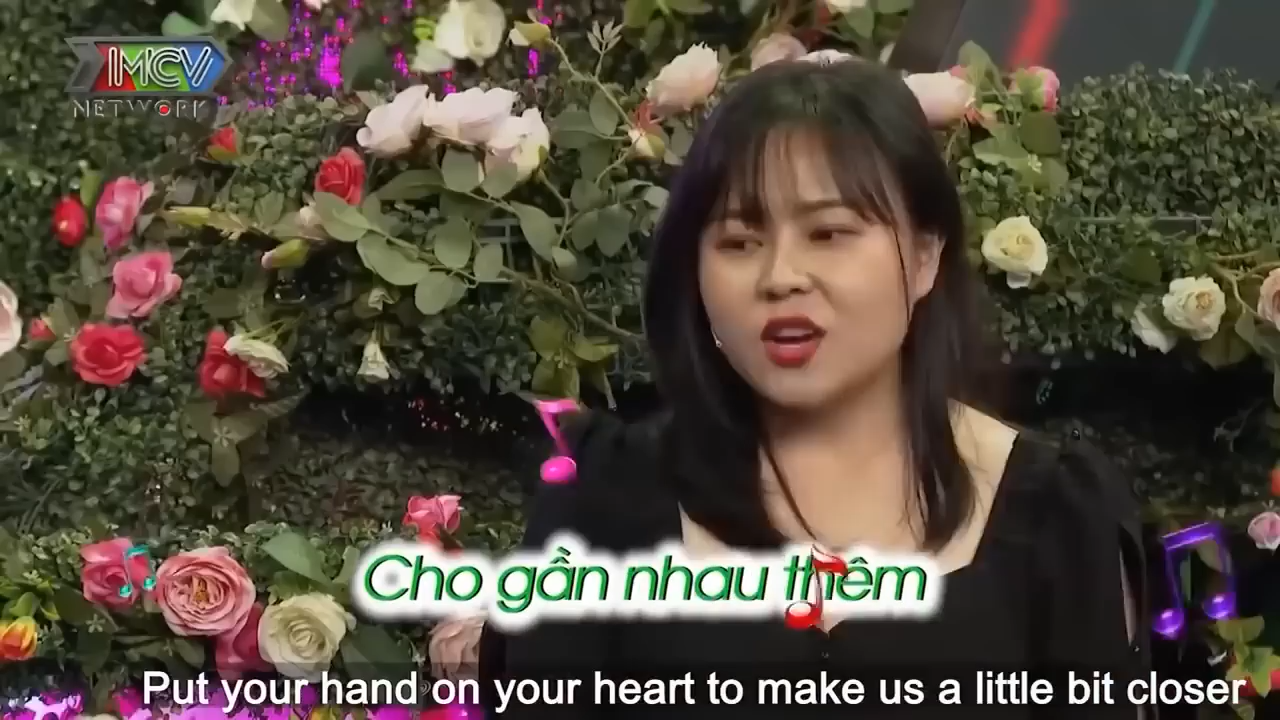 MCV
NETWORK
Cho gần nhau thêm
Put your hand on your heart to make us a little bit closer